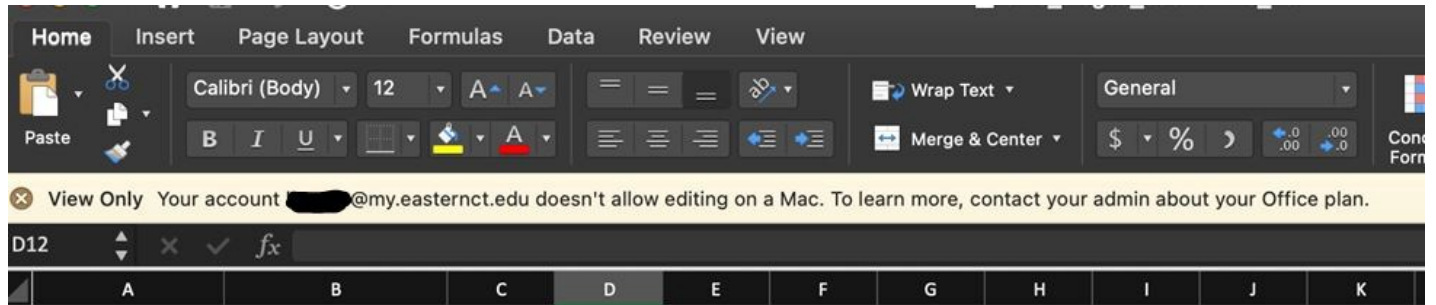 Home Insert Page Layout Formulas Data Review View
Calibri (Body) 12 A A Wrap Text General
Paste B I U A Merge & Center $ % .0 .00 .00 .0
View Only Your account @my.easternct.edu doesn't allow editing on a Mac. To learn more, contact your admin about your Office plan.
D12 fx
A B C D E F G H I J K